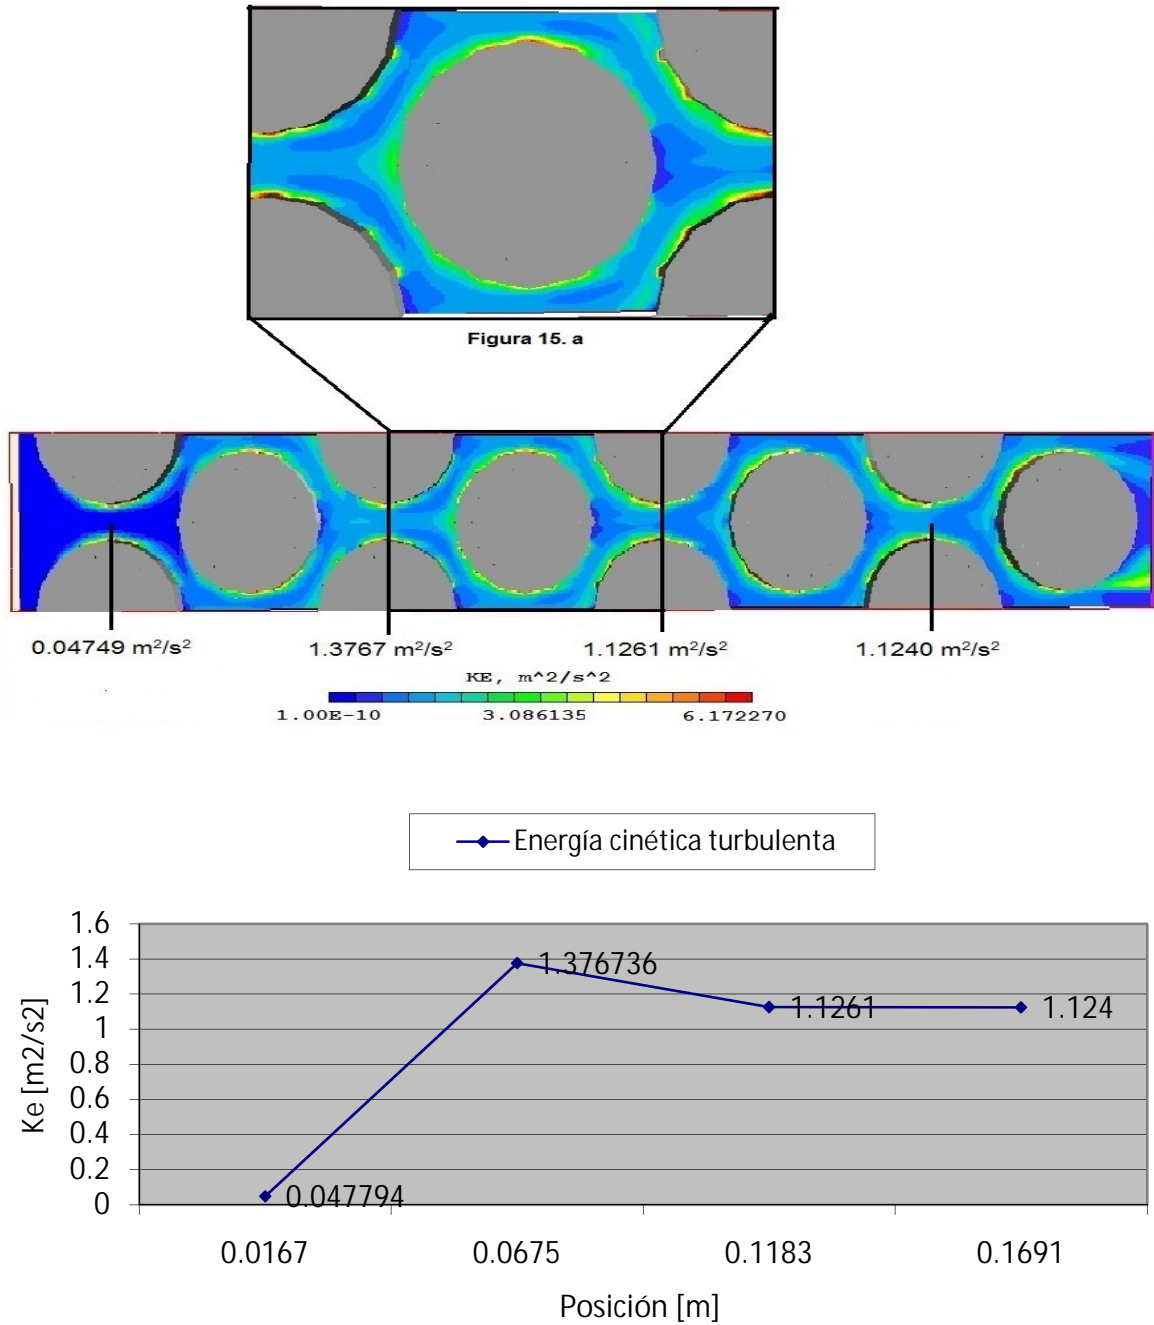 Figura 15. a
0.04749 m²/s² 1.3767 m²/s² 1.1261 m²/s² 1.1240 m²/s²
KE, m^2/s^2
1.00E-10 3.086135 6.172270
Energía cinética turbulenta
Ke [m2/s2]
1.6
1.4
1.2
1
0.8
0.6
0.4
0.2
0
1.376736
1.1261
1.124
0.047794
0.0167 0.0675 0.1183 0.1691
Posición [m]